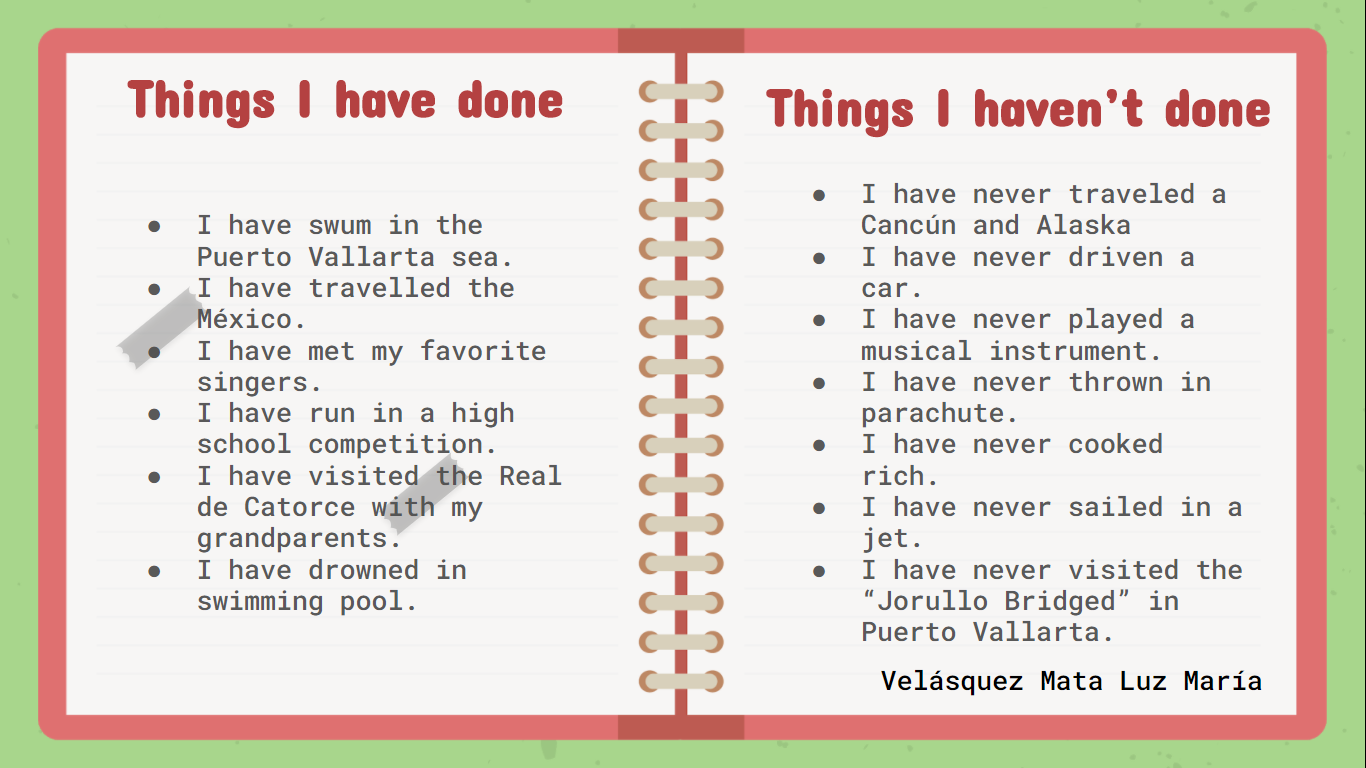 Things I have done
● I have swum in the
Puerto Vallarta sea.
● I have travelled the
México.
● I have met my favorite
singers.
● I have run in a high
school competition.
● I have visited the Real
de Catorce with my
grandparents.
● I have drowned in
swimming pool.
Things I haven't done
● I have never traveled a
Cancún and Alaska
● I have never driven a
car.
● I have never played a
musical instrument.
● I have never thrown in
parachute.
● I have never cooked
rich.
● I have never sailed in a
jet.
● I have never visited the
“Jorullo Bridged” in
Puerto Vallarta.
Velásquez Mata Luz María